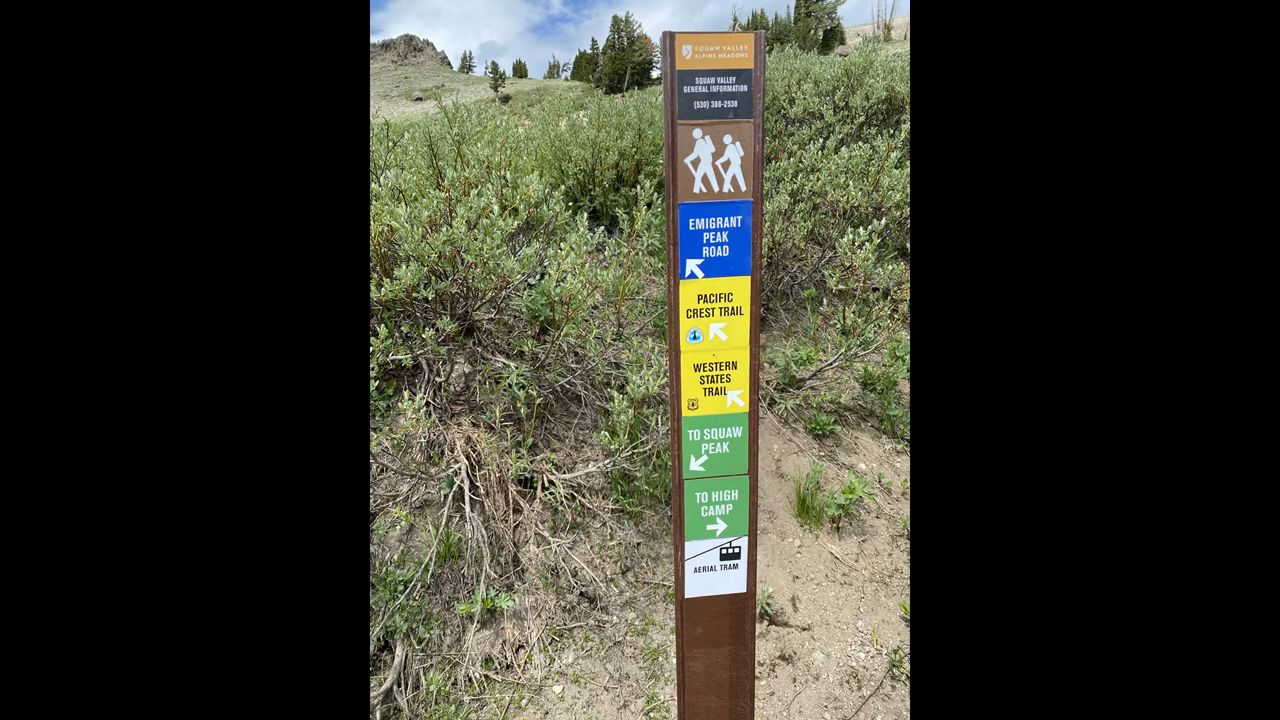 SQUAW VALLEY
ALPINE MEADOWS
SQUAW VALLEY
GENERAL INFORMATION
(530) 386-2538
EMIGRANT
PEAK
ROAD
PACIFIC
CREST TRAIL
WESTERN
STATES
TRAIL
TO SQUAW
PEAK
TO HIGH
CAMP
AERIAL TRAM